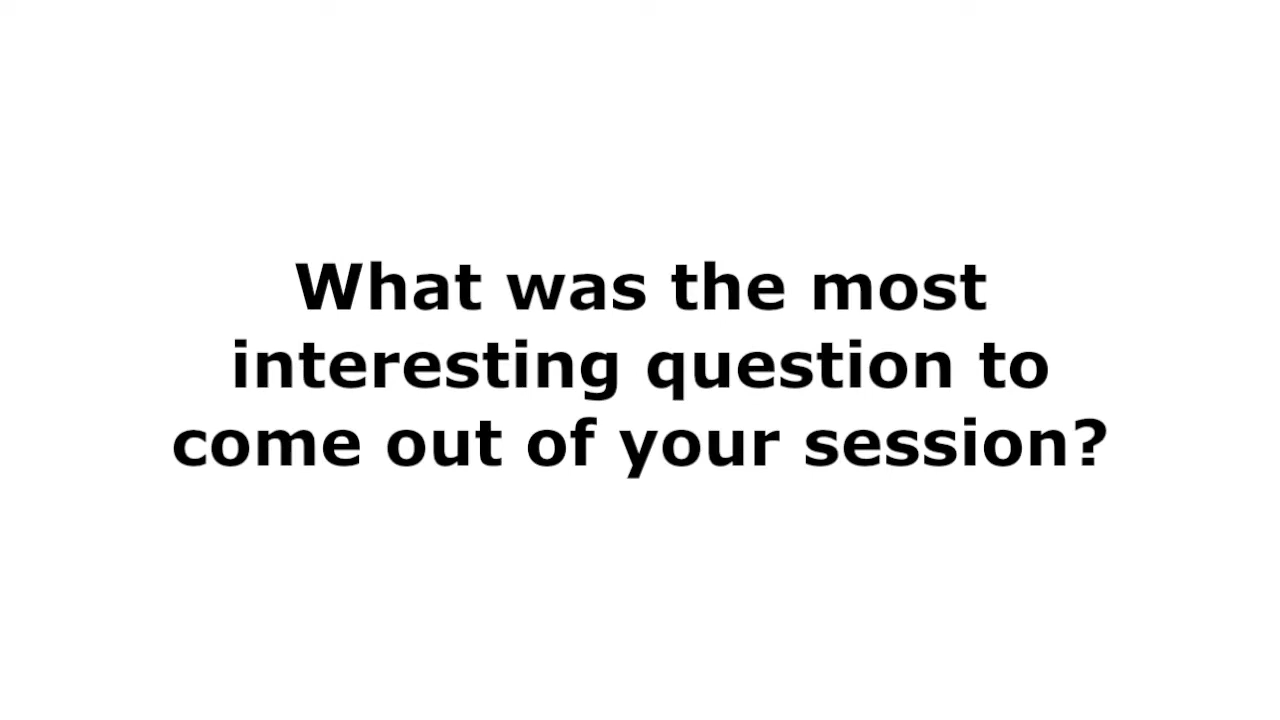 What was the most
interesting question to
come out of your session?